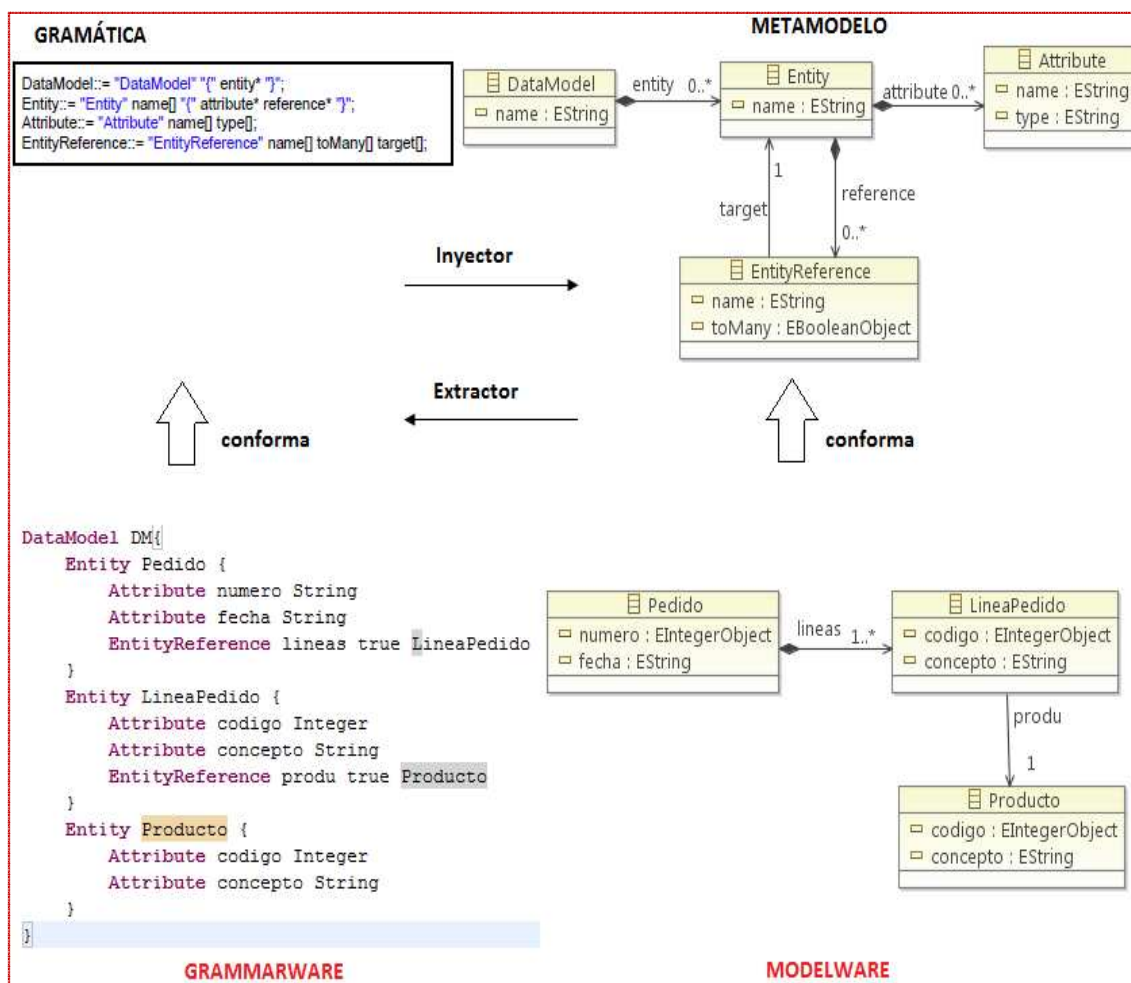 GRAMÁTICA
DataModel::= "DataModel" "{" entity* "}";
Entity::= "Entity" name[] "{" attribute* reference* "}";
Attribute::= "Attribute" name[] type[];
EntityReference::= "EntityReference" name[] toMany[] target[];
METAMODELO
DataModel
name : EString
entity 0..*
Entity
name : EString
attribute 0..*
Attribute
name : EString
type : EString
1
target
reference
0..*
EntityReference
name : EString
toMany : EBooleanObject
Inyector
Extractor
conforma
conforma
DataModel DM{
Entity Pedido {
Attribute numero String
Attribute fecha String
EntityReference lineas true LineaPedido
}
Entity LineaPedido {
Attribute codigo Integer
Attribute concepto String
EntityReference produ true Producto
}
Entity Producto {
Attribute codigo Integer
Attribute concepto String
}
}
GRAMMARWARE
Pedido
numero : EIntegerObject
fecha : EString
lineas 1..*
LineaPedido
codigo : EIntegerObject
concepto : EString
produ
1
Producto
codigo : EIntegerObject
concepto : EString
MODELWARE